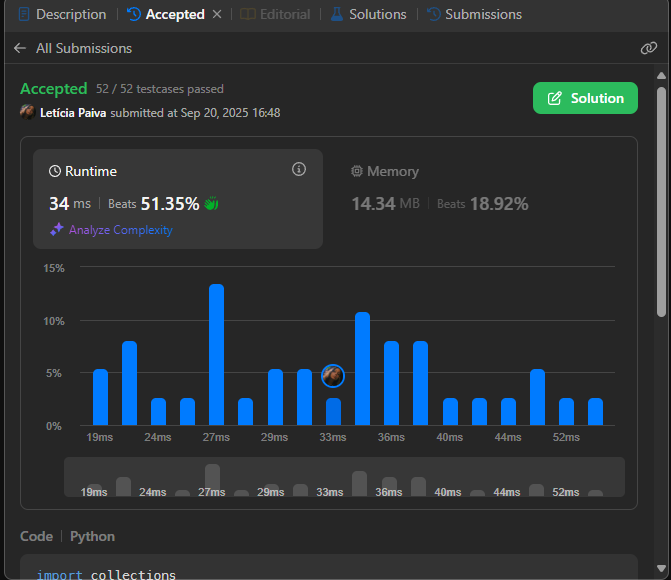 Description Accepted Editorial Solutions Submissions
All Submissions
Accepted 52 / 52 testcases passed
Letícia Paiva submitted at Sep 20, 2025 16:48
Solution
Runtime
34 ms Beats 51.35%
Analyze Complexity
Memory
14.34 MB Beats 18.92%
15%
10%
5%
0%
19ms 24ms 27ms 29ms 33ms 36ms 40ms 44ms 52ms
19ms 24ms 27ms 29ms 33ms 36ms 40ms 44ms 52ms
Code Python
import collections